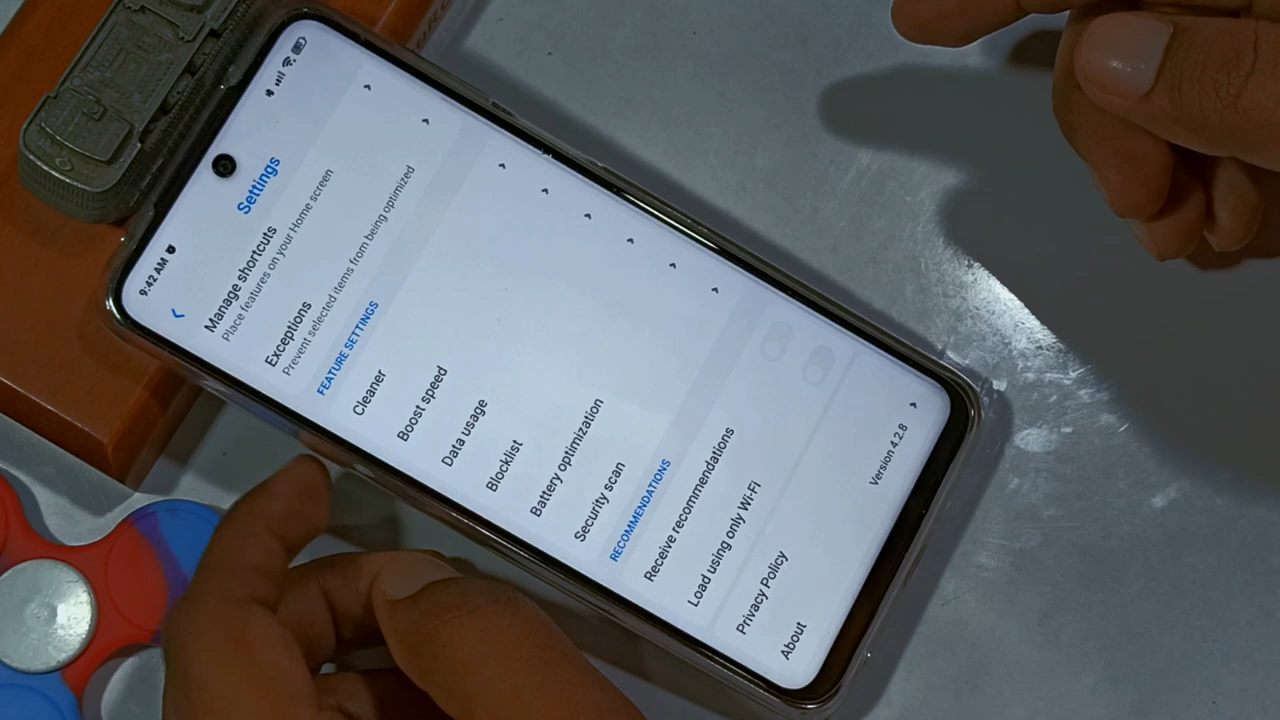 9:42 AM
Settings
Manage shortcuts
Place features on your Home screen
Exceptions
Prevent selected items from being optimized
FEATURE SETTINGS
Cleaner
Boost speed
Data usage
Blocklist
Battery optimization
Security scan
RECOMMENDATIONS
Receive recommendations
Load using only Wi-Fi
Privacy Policy
About
Version 4.2.8